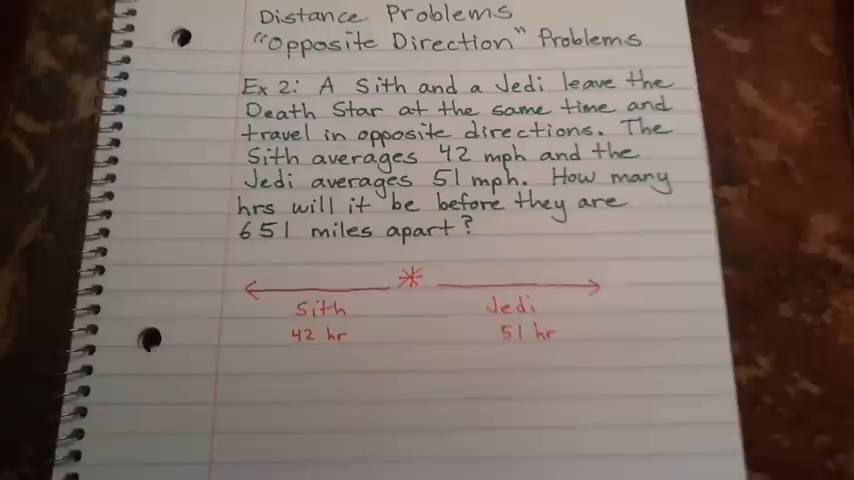 Distance Problems
"Opposite Direction" Problems
Ex 2: A Sith and a Jedi leave the
Death Star at the same time and
travel in opposite directions. The
Sith averages 42 mph and the
Jedi averages 51 mph. How many
hrs will it be before they are
651 miles apart?
Sith Jedi
42 hr 51 hr